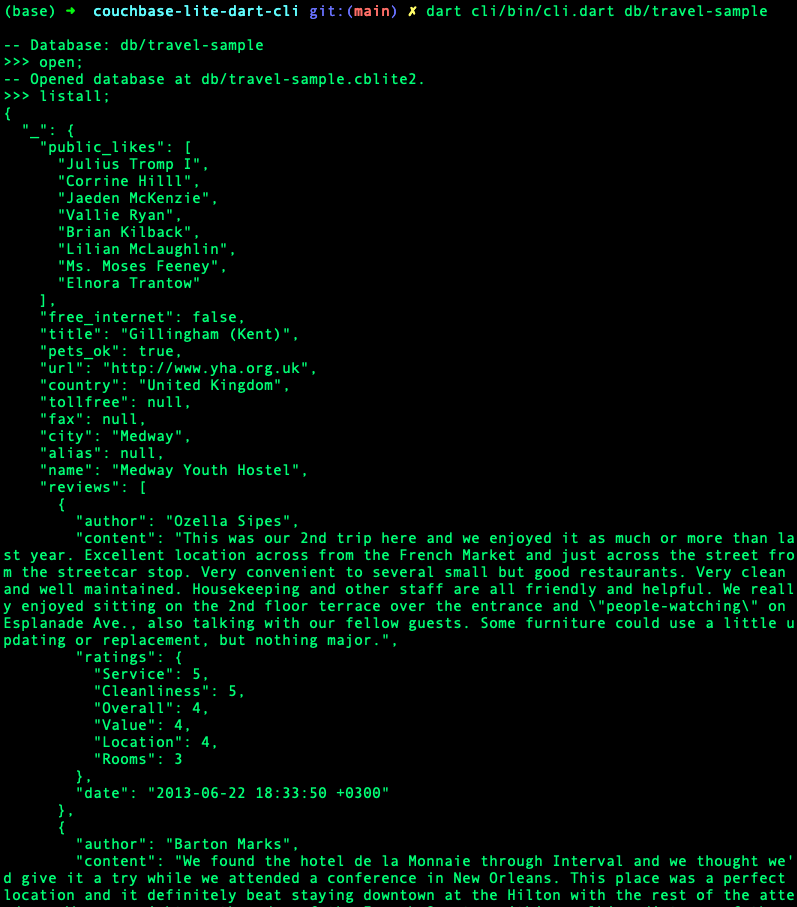 (base) ➜  couchbase-lite-dart-cli git:(main) ✗ dart cli/bin/cli.dart db/travel-sample

-- Database: db/travel-sample
>>> open;
-- Opened database at db/travel-sample.cblite2.
>>> listall;
{
  "_": {
    "public_likes": [
      "Julius Tromp I",
      "Corrine Hilll",
      "Jaeden McKenzie",
      "Vallie Ryan",
      "Brian Kilback",
      "Lilian McLaughlin",
      "Ms. Moses Feeney",
      "Elnora Trantow"
    ],
    "free_internet": false,
    "title": "Gillingham (Kent)",
    "pets_ok": true,
    "url": "http://www.yha.org.uk",
    "country": "United Kingdom",
    "tollfree": null,
    "fax": null,
    "city": "Medway",
    "alias": null,
    "name": "Medway Youth Hostel",
    "reviews": [
      {
        "author": "Ozella Sipes",
        "content": "This was our 2nd trip here and we enjoyed it as much or more than la
st year. Excellent location across from the French Market and just across the street fro
m the streetcar stop. Very convenient to several small but good restaurants. Very clean
and well maintained. Housekeeping and other staff are all friendly and helpful. We reall
y enjoyed sitting on the 2nd floor terrace over the entrance and \"people-watching\" on
Esplanade Ave., also talking with our fellow guests. Some furniture could use a little u
pdating or replacement, but nothing major.",
        "ratings": {
          "Service": 5,
          "Cleanliness": 5,
          "Overall": 4,
          "Value": 4,
          "Location": 4,
          "Rooms": 3
        },
        "date": "2013-06-22 18:33:50 +0300"
      },
      {
        "author": "Barton Marks",
        "content": "We found the hotel de la Monnaie through Interval and we thought we'
d give it a try while we attended a conference in New Orleans. This place was a perfect
location and it definitely beat staying downtown at the Hilton with the rest of the atte